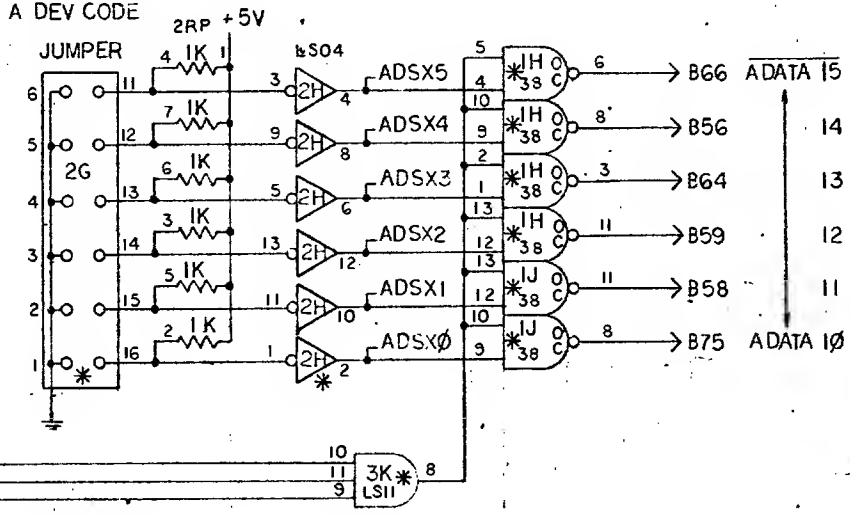 A DEV CODE
2RP +5V
JUMPER 4 1K 1 LS04
6 11 3 2H 4 ADSX5 5 4 1H 38 OC 6 B66 ADATA 15
7 1K
5 12 9 2H 8 ADSX4 10 9 1H 38 OC 8 B56 14
2G 6 1K
4 13 5 2H 6 ADSX3 2 1 *1H 38 OC 3 B64 13
3 1K
3 14 13 2H 12 ADSX2 13 12 *1H 38 OC 11 B59 12
5 1K
2 15 11 2H 10 ADSX1 13 12 *1J 38 OC 11 B58 11
2 1K
1 * 16 1 2H * 2 ADSXØ 10 9 *1J 38 OC 8 B75 ADATA 1Ø
10
11 3K * 8
9 LS11